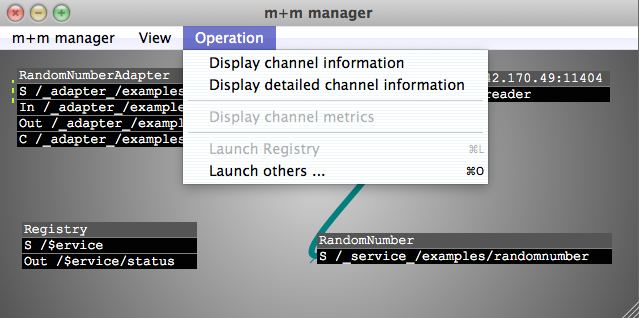 m+m manager
m+m manager View Operation
Display channel information
Display detailed channel information
Display channel metrics
Launch Registry ⌘L
Launch others ... ⌘O
RandomNumberAdapter
S /_adapter_/examples
In /_adapter_/examples
Out /_adapter_/examples
C /_adapter_/examples
2.170.49:11404
reader
Registry
S /$ervice
Out /$ervice/status
RandomNumber
S /_service_/examples/randomnumber